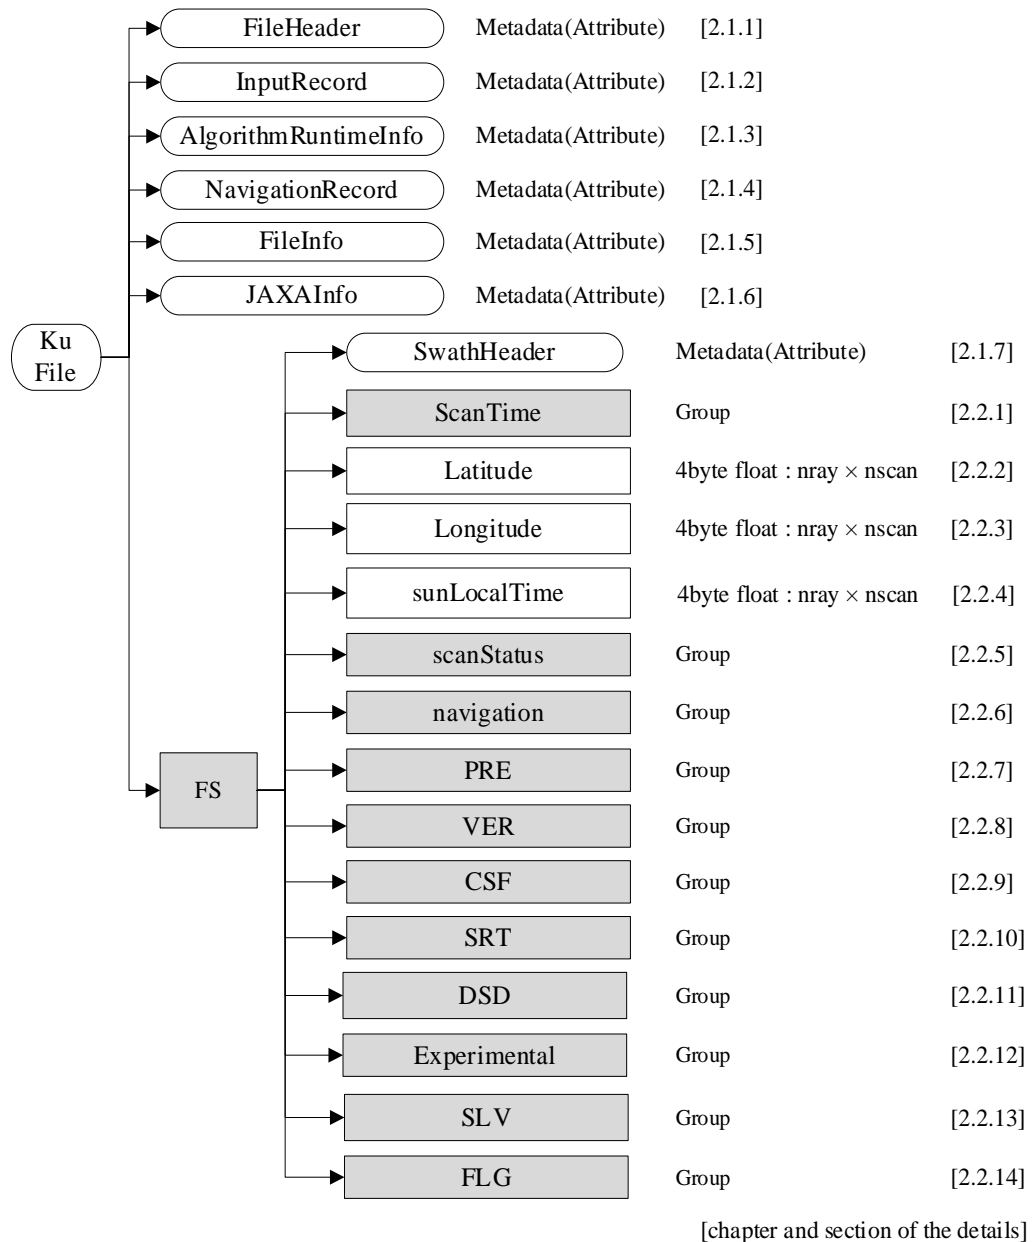 FileHeader Metadata(Attribute) [2.1.1]
InputRecord Metadata(Attribute) [2.1.2]
AlgorithmRuntimeInfo Metadata(Attribute) [2.1.3]
NavigationRecord Metadata(Attribute) [2.1.4]
FileInfo Metadata(Attribute) [2.1.5]
JAXAInfo Metadata(Attribute) [2.1.6]
Ku
File
SwathHeader Metadata(Attribute) [2.1.7]
ScanTime Group [2.2.1]
Latitude 4byte float : nray × nscan [2.2.2]
Longitude 4byte float : nray × nscan [2.2.3]
sunLocalTime 4byte float : nray × nscan [2.2.4]
scanStatus Group [2.2.5]
navigation Group [2.2.6]
PRE Group [2.2.7]
FS
VER Group [2.2.8]
CSF Group [2.2.9]
SRT Group [2.2.10]
DSD Group [2.2.11]
Experimental Group [2.2.12]
SLV Group [2.2.13]
FLG Group [2.2.14]
[chapter and section of the details]